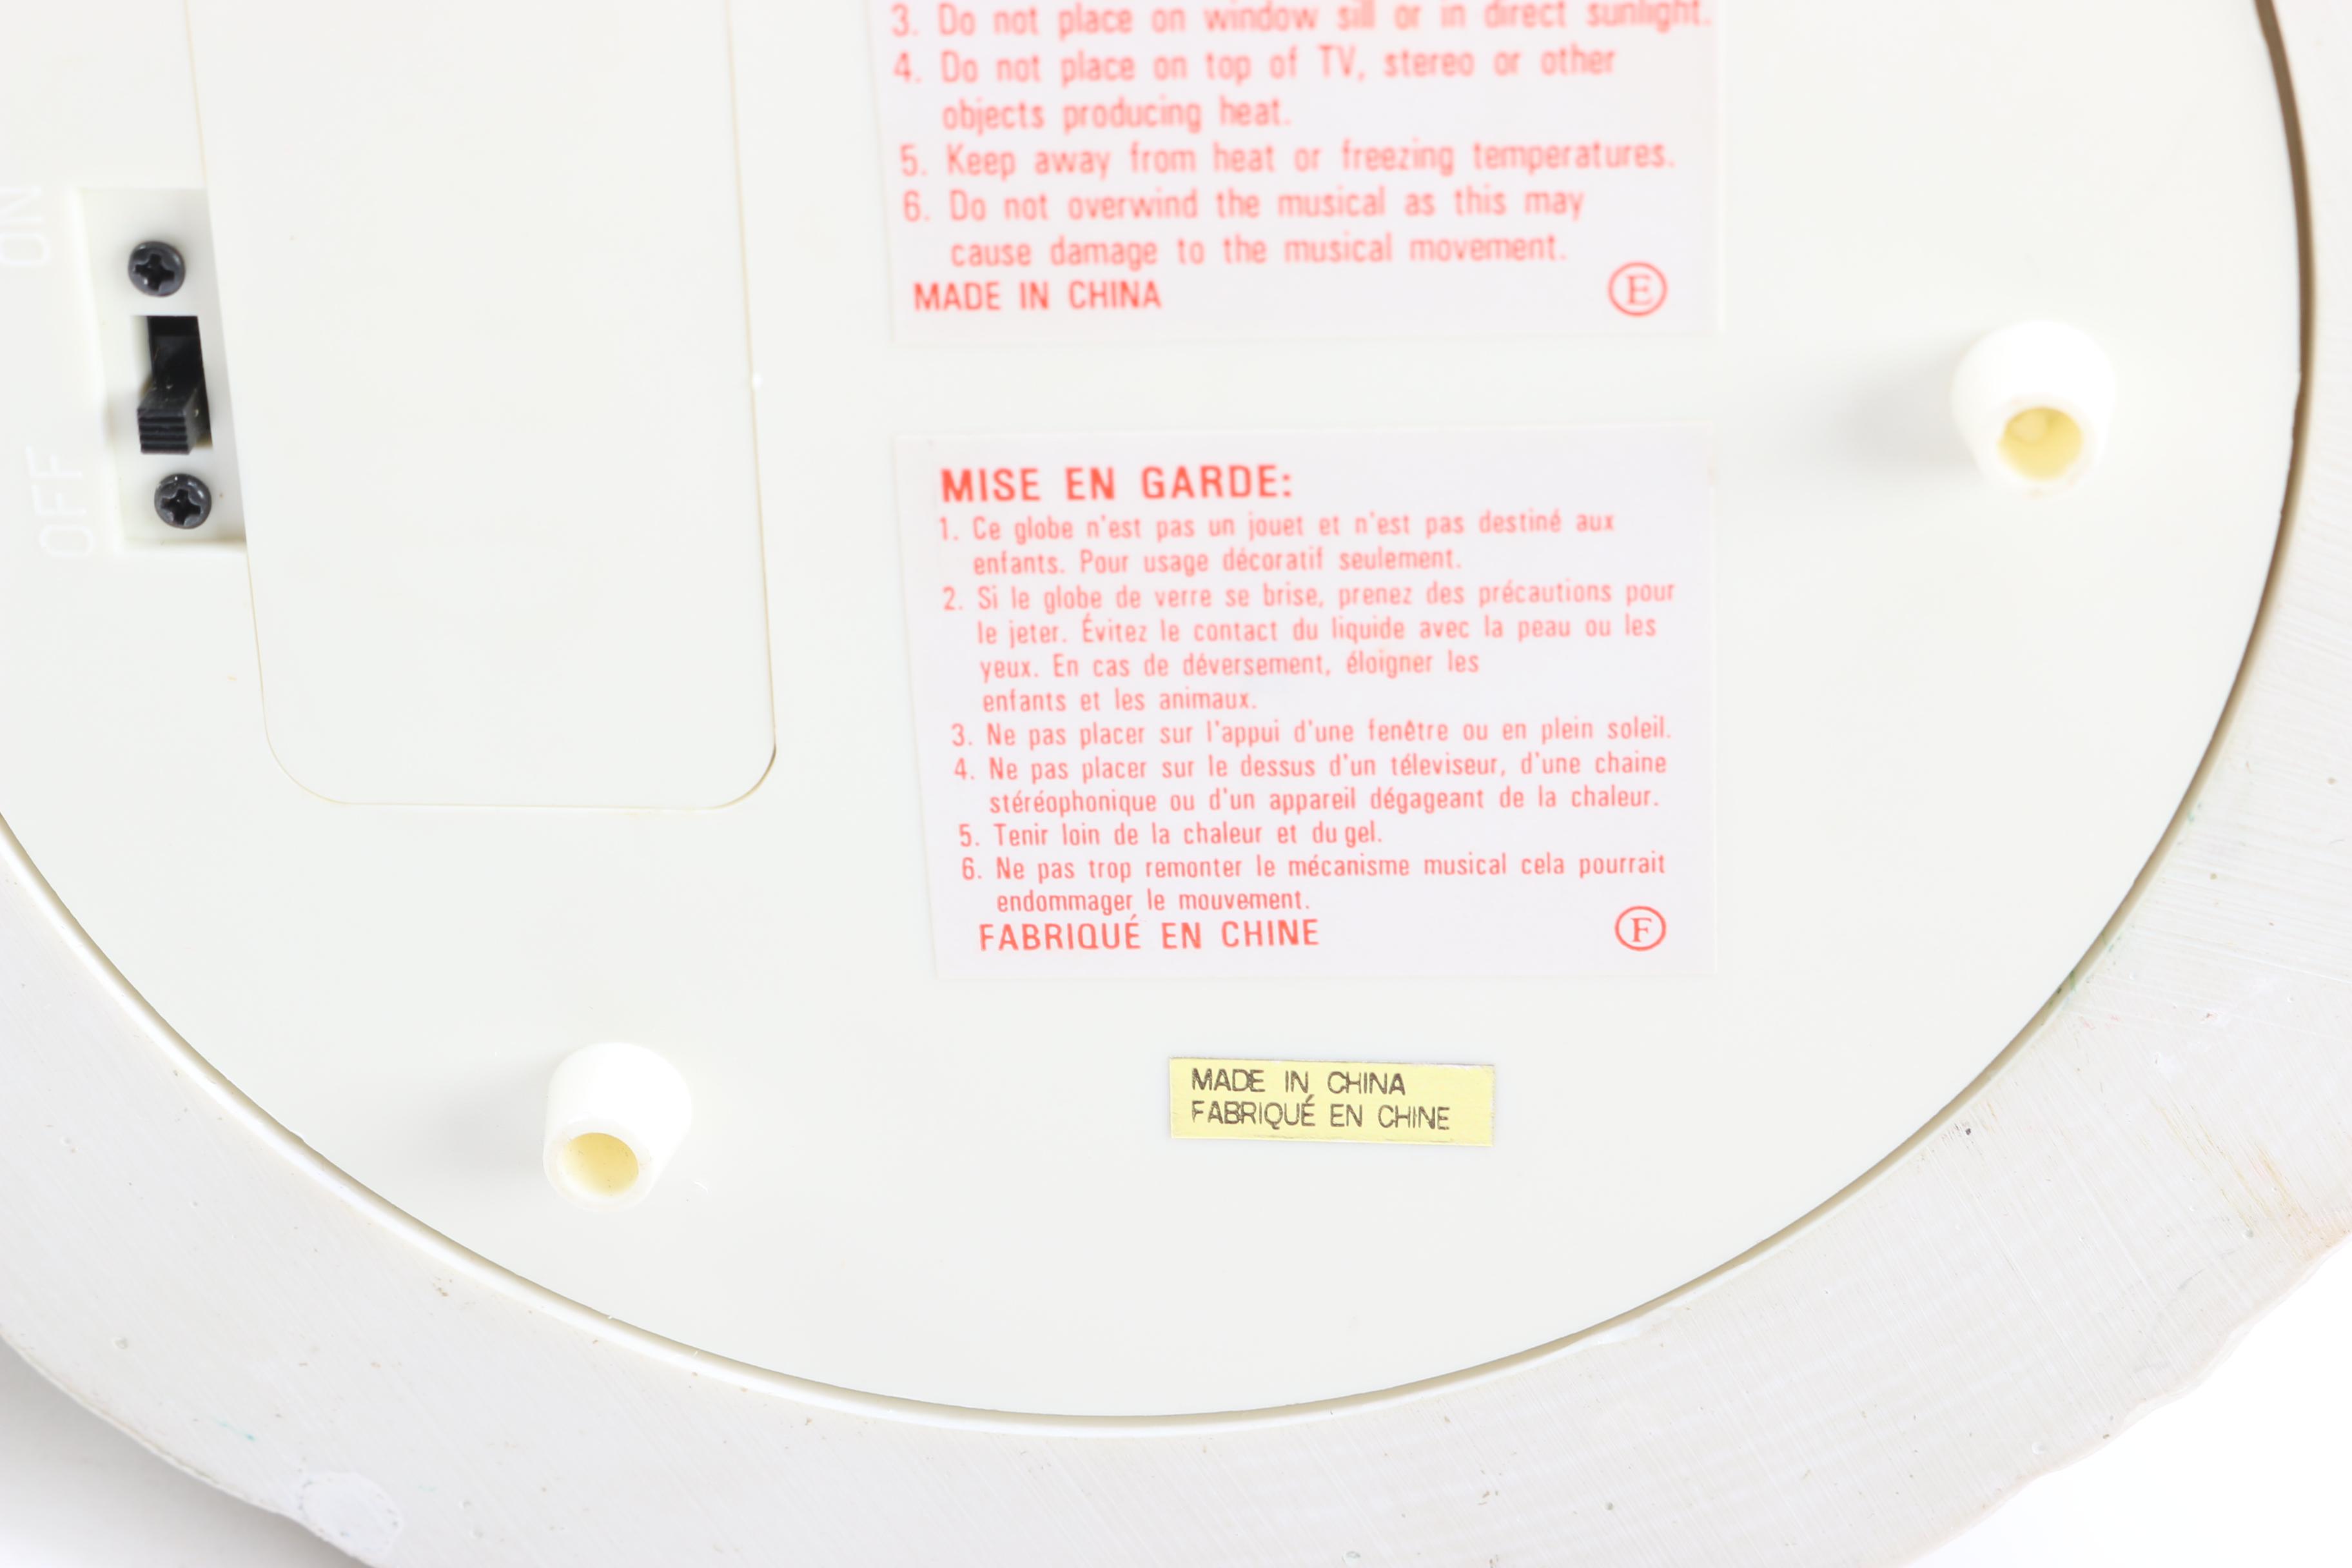 3. Do not place on window sill or in direct sunlight.
4. Do not place on top of TV, stereo or other
objects producing heat.
5. Keep away from heat or freezing temperatures.
6. Do not overwind the musical as this may
cause damage to the musical movement.
MADE IN CHINA
E
ON
OFF
MISE EN GARDE:
1. Ce globe n'est pas un jouet et n'est pas destiné aux
enfants. Pour usage décoratif seulement.
2. Si le globe de verre se brise, prenez des précautions pour
le jeter. Évitez le contact du liquide avec la peau ou les
yeux. En cas de déversement, éloigner les
enfants et les animaux.
3. Ne pas placer sur l'appui d'une fenêtre ou en plein soleil.
4. Ne pas placer sur le dessus d'un téléviseur, d'une chaine
stéréophonique ou d'un appareil dégageant de la chaleur.
5. Tenir loin de la chaleur et du gel.
6. Ne pas trop remonter le mécanisme musical cela pourrait
endommager le mouvement.
FABRIQUÉ EN CHINE
F
MADE IN CHINA
FABRIQUÉ EN CHINE